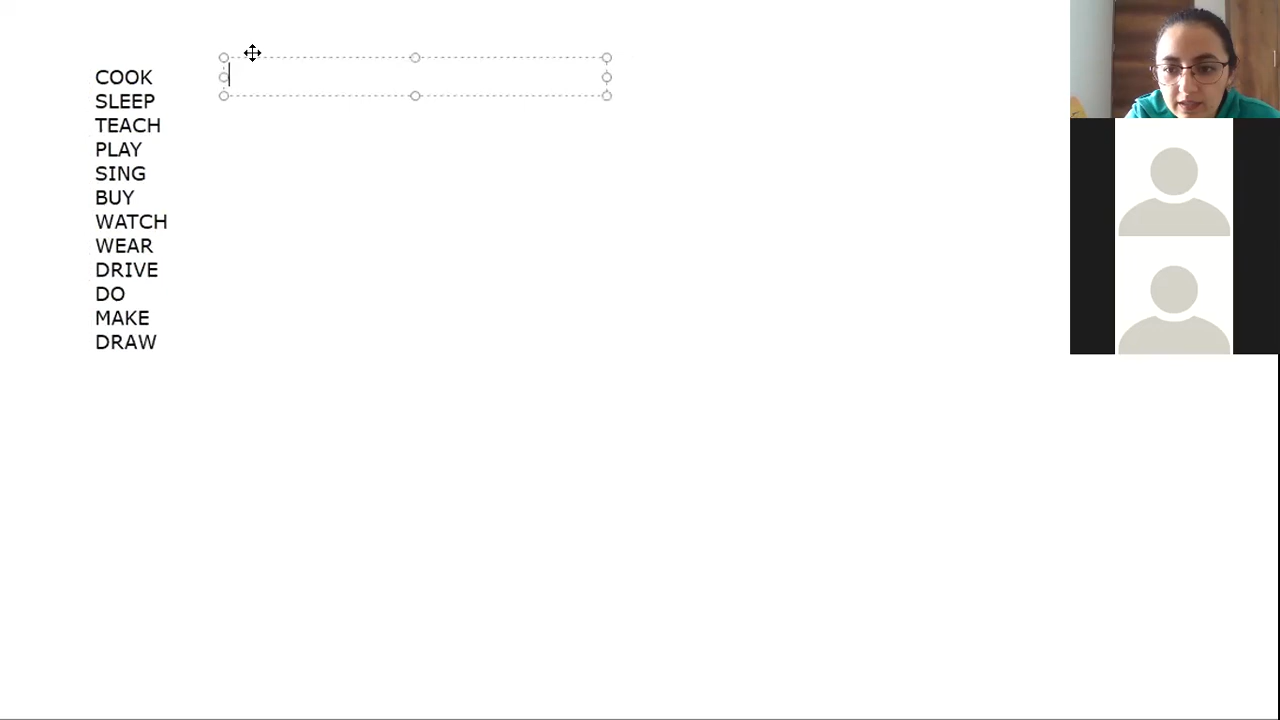 COOK
SLEEP
TEACH
PLAY
SING
BUY
WATCH
WEAR
DRIVE
DO
MAKE
DRAW